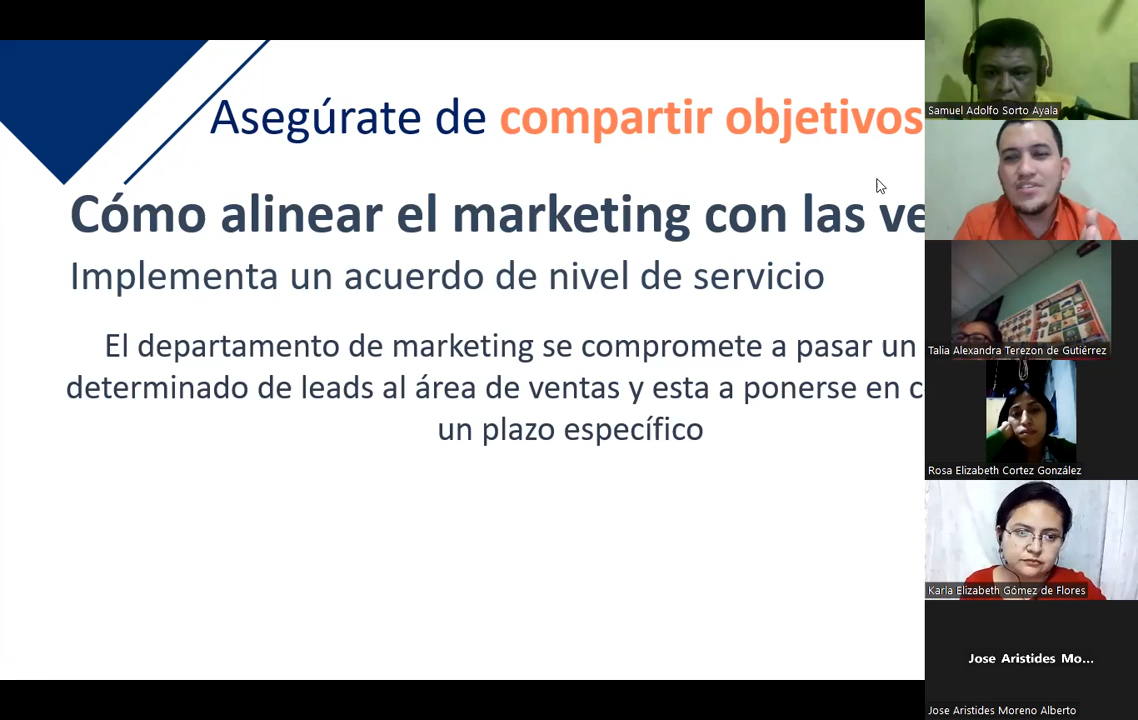 Asegúrate de compartir objetivos
Cómo alinear el marketing con las
Implementa un acuerdo de nivel de servicio
El departamento de marketing se compromete a pasar un
determinado de leads al área de ventas y esta a ponerse en
un plazo específico
Samuel Adolfo Sorto Ayala
Talia Alexandra Terezon de Gutiérrez
Rosa Elizabeth Cortez González
Karla Elizabeth Gómez de Flores
Jose Aristides Mo...
Jose Aristides Moreno Alberto